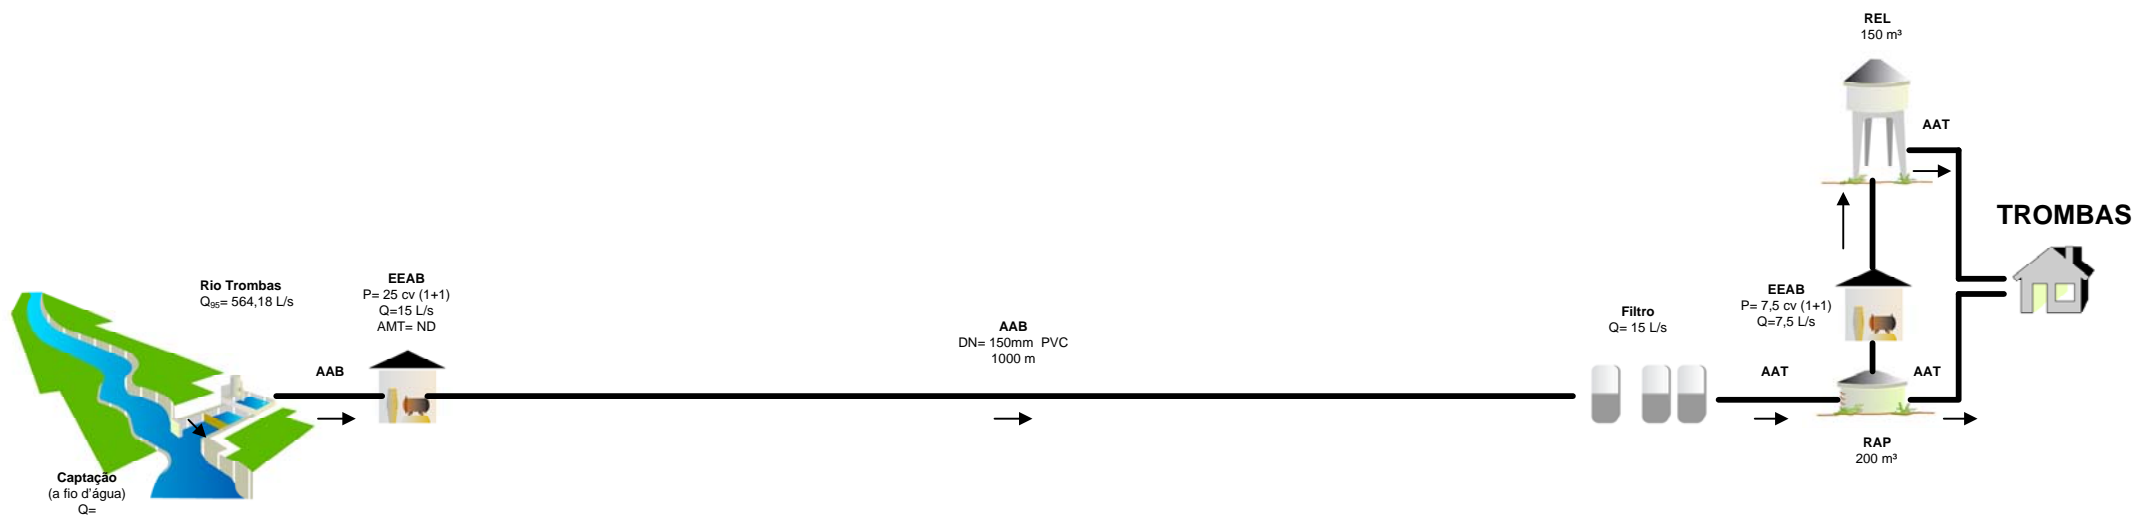 REL
150 m³
AAT
TROMBAS
Rio Trombas
Q₉₅= 564,18 L/s
EEAB
P= 25 cv (1+1)
Q=15 L/s
AMT= ND
AAB
AAB
DN= 150mm PVC
1000 m
Filtro
Q= 15 L/s
EEAB
P= 7,5 cv (1+1)
Q=7,5 L/s
AAT
AAT
RAP
200 m³
Captação
(a fio d'água)
Q=